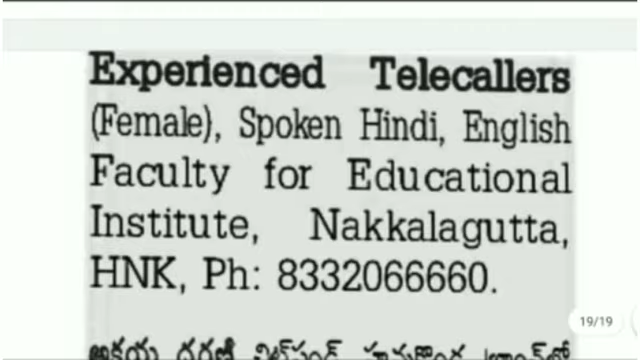 Experienced Telecallers
(Female), Spoken Hindi, English
Faculty for Educational
Institute, Nakkalagutta,
HNK, Ph: 8332066660.
19/19